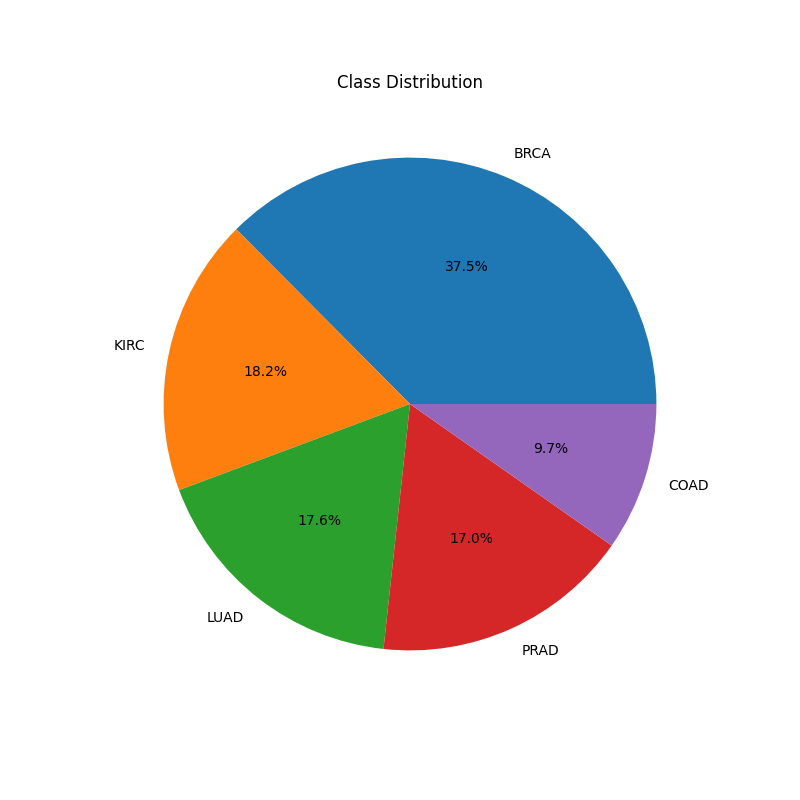 Class Distribution
BRCA
37.5%
KIRC
18.2%
LUAD
17.6%
PRAD
17.0%
COAD
9.7%